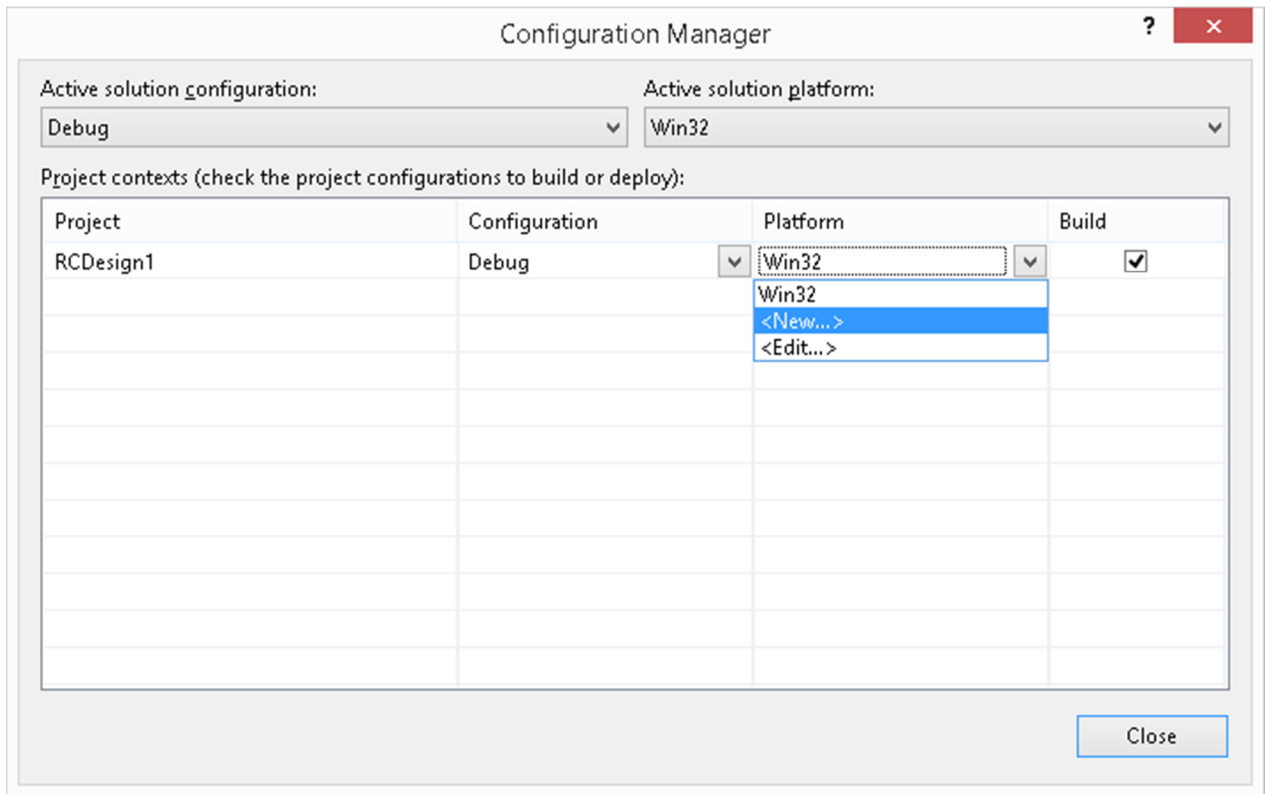 Configuration Manager
?
Active solution configuration:
Active solution platform:
Debug
Win32
Project contexts (check the project configurations to build or deploy):
Project
Configuration
Platform
Build
RCDesign1
Debug
Win32
Win32
<New...>
<Edit...>
Close